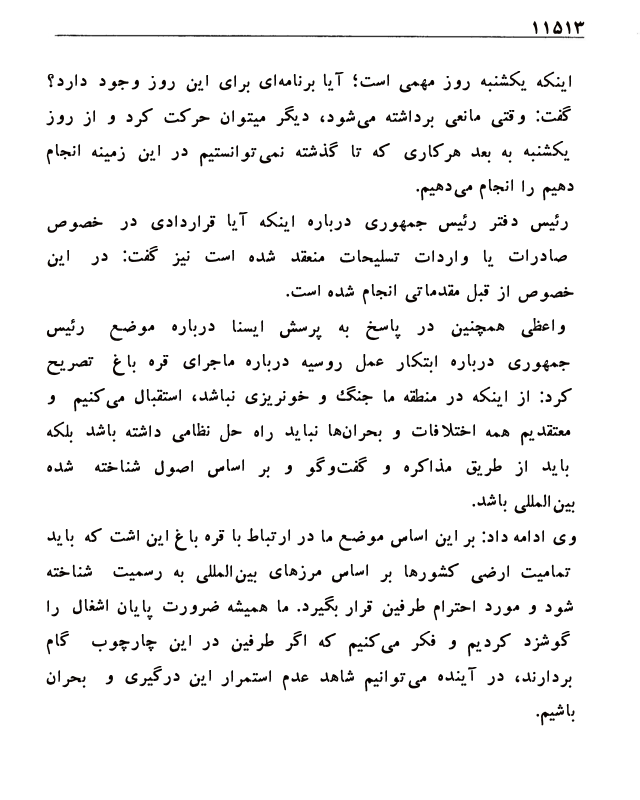 ۱۱۵۱۳
اینکه یکشنبه روز مهمی است؛ آیا برنامه‌ای برای این روز وجود دارد؟
گفت: وقتی مانعی برداشته می‌شود، دیگر میتوان حرکت کرد و از روز
یکشنبه به بعد هرکاری که تا گذشته نمی‌توانستیم در این زمینه انجام
دهیم را انجام می‌دهیم.
رئیس دفتر رئیس جمهوری درباره اینکه آیا قراردادی در خصوص
صادرات یا واردات تسلیحات منعقد شده است نیز گفت: در این
خصوص از قبل مقدماتی انجام شده است.
واعظی همچنین در پاسخ به پرسش ایسنا درباره موضع رئیس
جمهوری درباره ابتکار عمل روسیه درباره ماجرای قره باغ تصریح
کرد: از اینکه در منطقه ما جنگ و خونریزی نباشد، استقبال می‌کنیم و
معتقدیم همه اختلافات و بحران‌ها نباید راه حل نظامی داشته باشد بلکه
باید از طریق مذاکره و گفت‌وگو و بر اساس اصول شناخته شده
بین‌المللی باشد.
وی ادامه داد: بر این اساس موضع ما در ارتباط با قره باغ این اشت که باید
تمامیت ارضی کشورها بر اساس مرزهای بین‌المللی به رسمیت شناخته
شود و مورد احترام طرفین قرار بگیرد. ما همیشه ضرورت پایان اشغال را
گوشزد کردیم و فکر می‌کنیم که اگر طرفین در این چارچوب گام
بردارند، در آینده می‌توانیم شاهد عدم استمرار این درگیری و بحران
باشیم.